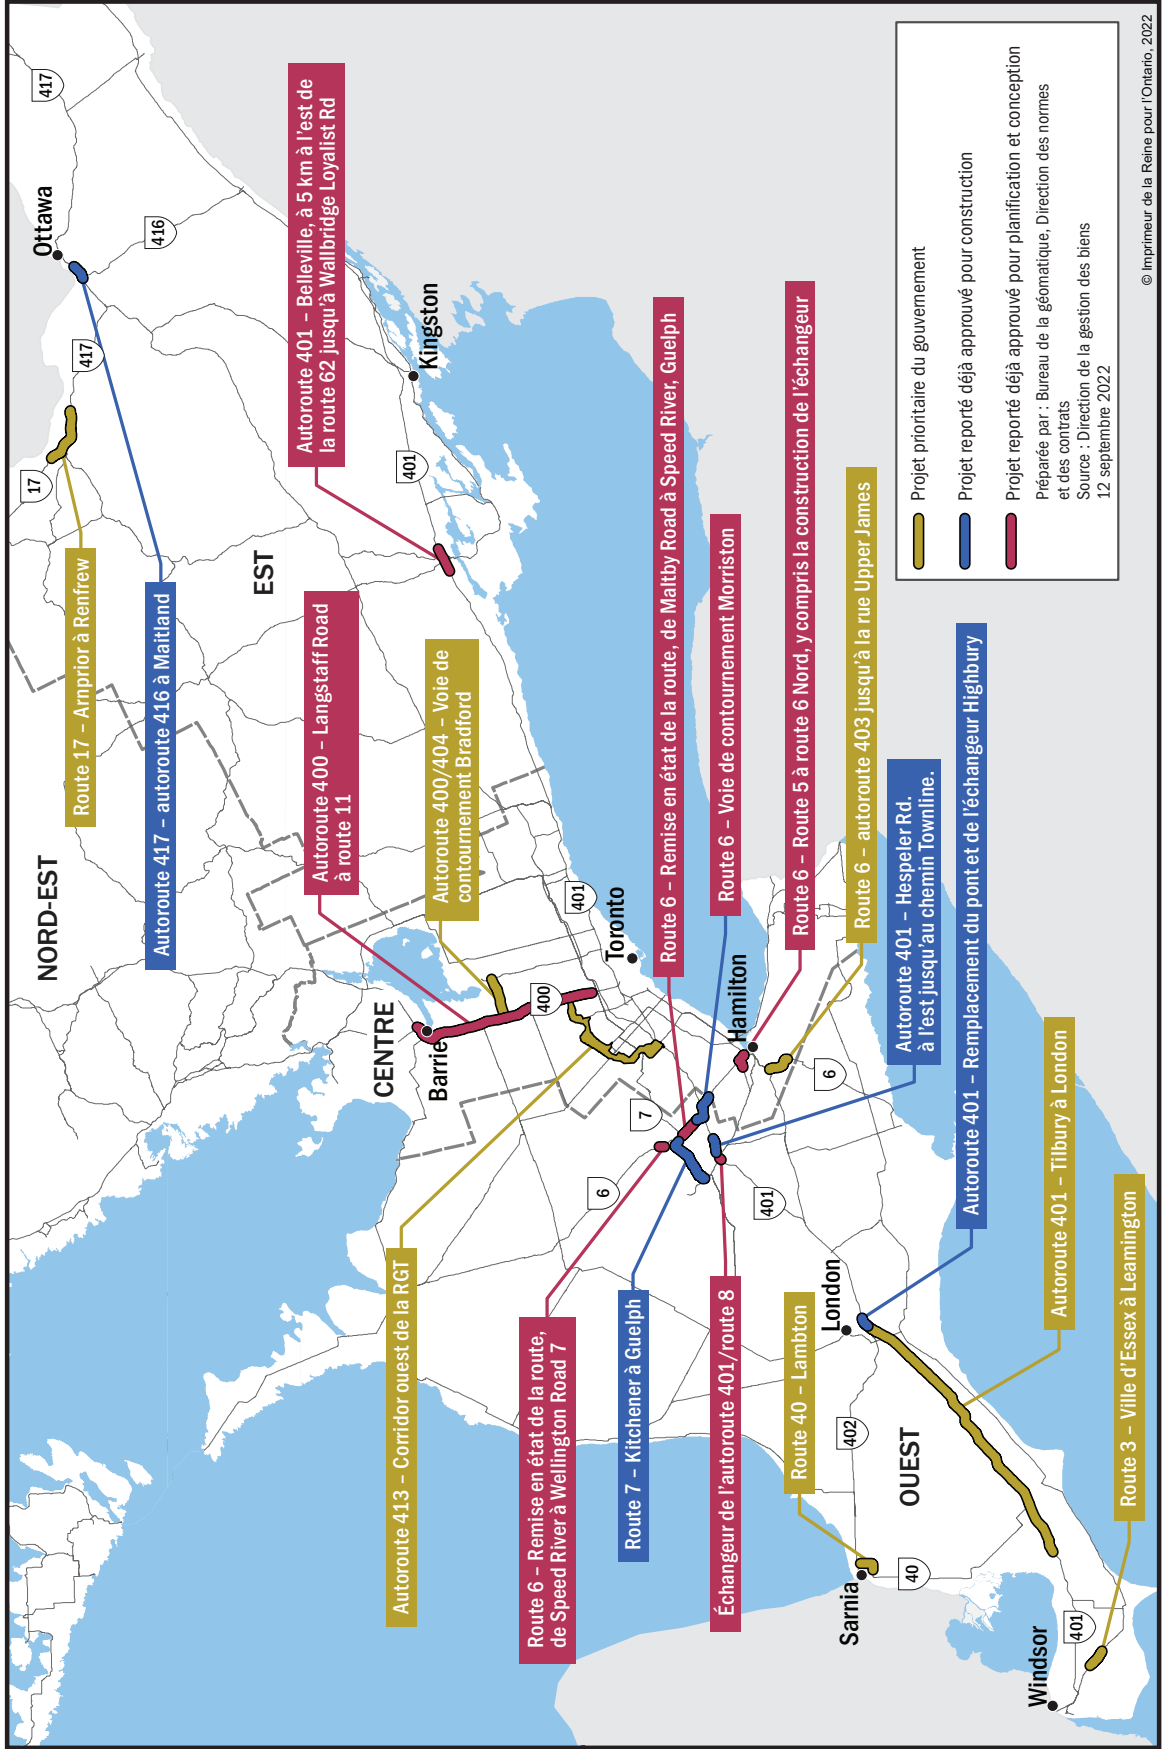 NORD-EST
Route 17 – Arnprior à Renfrew
17
417
Ottawa
417
416
Autoroute 417 – autoroute 416 à Maitland
EST
Autoroute 401 – Belleville, à 5 km à l'est de
la route 62 jusqu'à Wallbridge Loyalist Rd
Autoroute 400 – Langstaff Road
à route 11
401
Kingston
CENTRE
Barrie
Autoroute 400/404 – Voie de
contournement Bradford
Autoroute 413 – Corridor ouest de la RGT
400
401
Toronto
Route 6 – Remise en état de la route,
de Speed River à Wellington Road 7
6
7
Route 6 – Remise en état de la route, de Maltby Road à Speed River, Guelph
Route 7 – Kitchener à Guelph
Hamilton
Route 6 – Voie de contournement Morriston
Échangeur de l'autoroute 401/route 8
401
Route 6 – Route 5 à route 6 Nord, y compris la construction de l'échangeur
Route 40 – Lambton
London
6
Route 6 – autoroute 403 jusqu'à la rue Upper James
Sarnia
402
40
OUEST
Autoroute 401 – Hespeler Rd.
à l'est jusqu'au chemin Townline.
Autoroute 401 – Remplacement du pont et de l'échangeur Highbury
Windsor
401
Autoroute 401 – Tilbury à London
Route 3 – Ville d'Essex à Leamington
Projet prioritaire du gouvernement
Projet reporté déjà approuvé pour construction
Projet reporté déjà approuvé pour planification et conception
Préparée par : Bureau de la géomatique, Direction des normes
et des contrats
Source : Direction de la gestion des biens
12 septembre 2022
© Imprimeur de la Reine pour l'Ontario, 2022